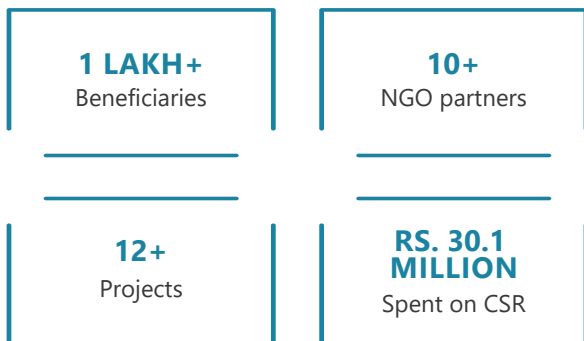 1 LAKH+
Beneficiaries
10+
NGO partners
12+
Projects
RS. 30.1
MILLION
Spent on CSR